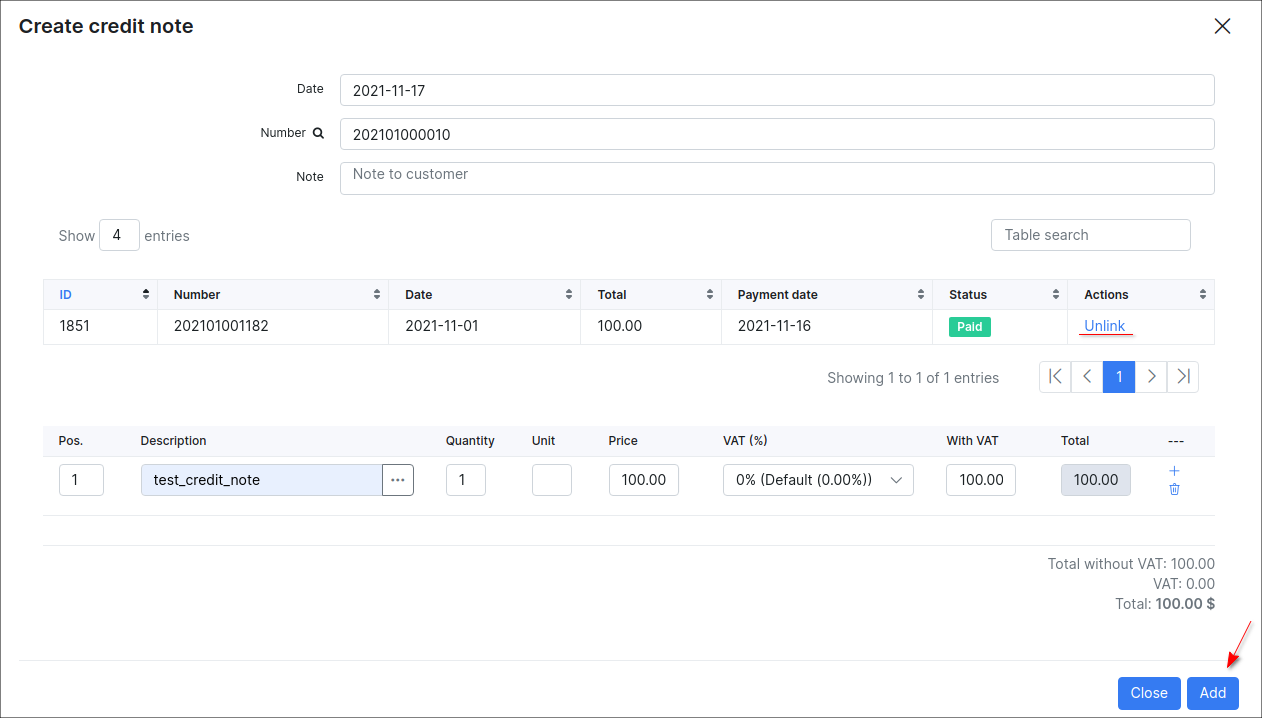 Create credit note
Date 2021-11-17
Number 202101000010
Note Note to customer
Show 4 entries Table search
ID Number Date Total Payment date Status Actions
1851 202101001182 2021-11-01 100.00 2021-11-16 Paid Unlink
Showing 1 to 1 of 1 entries 1
Pos. Description Quantity Unit Price VAT (%) With VAT Total ---
1 test_credit_note ··· 1 100.00 0% (Default (0.00%)) 100.00 100.00
Total without VAT: 100.00
VAT: 0.00
Total: 100.00 $
Close Add